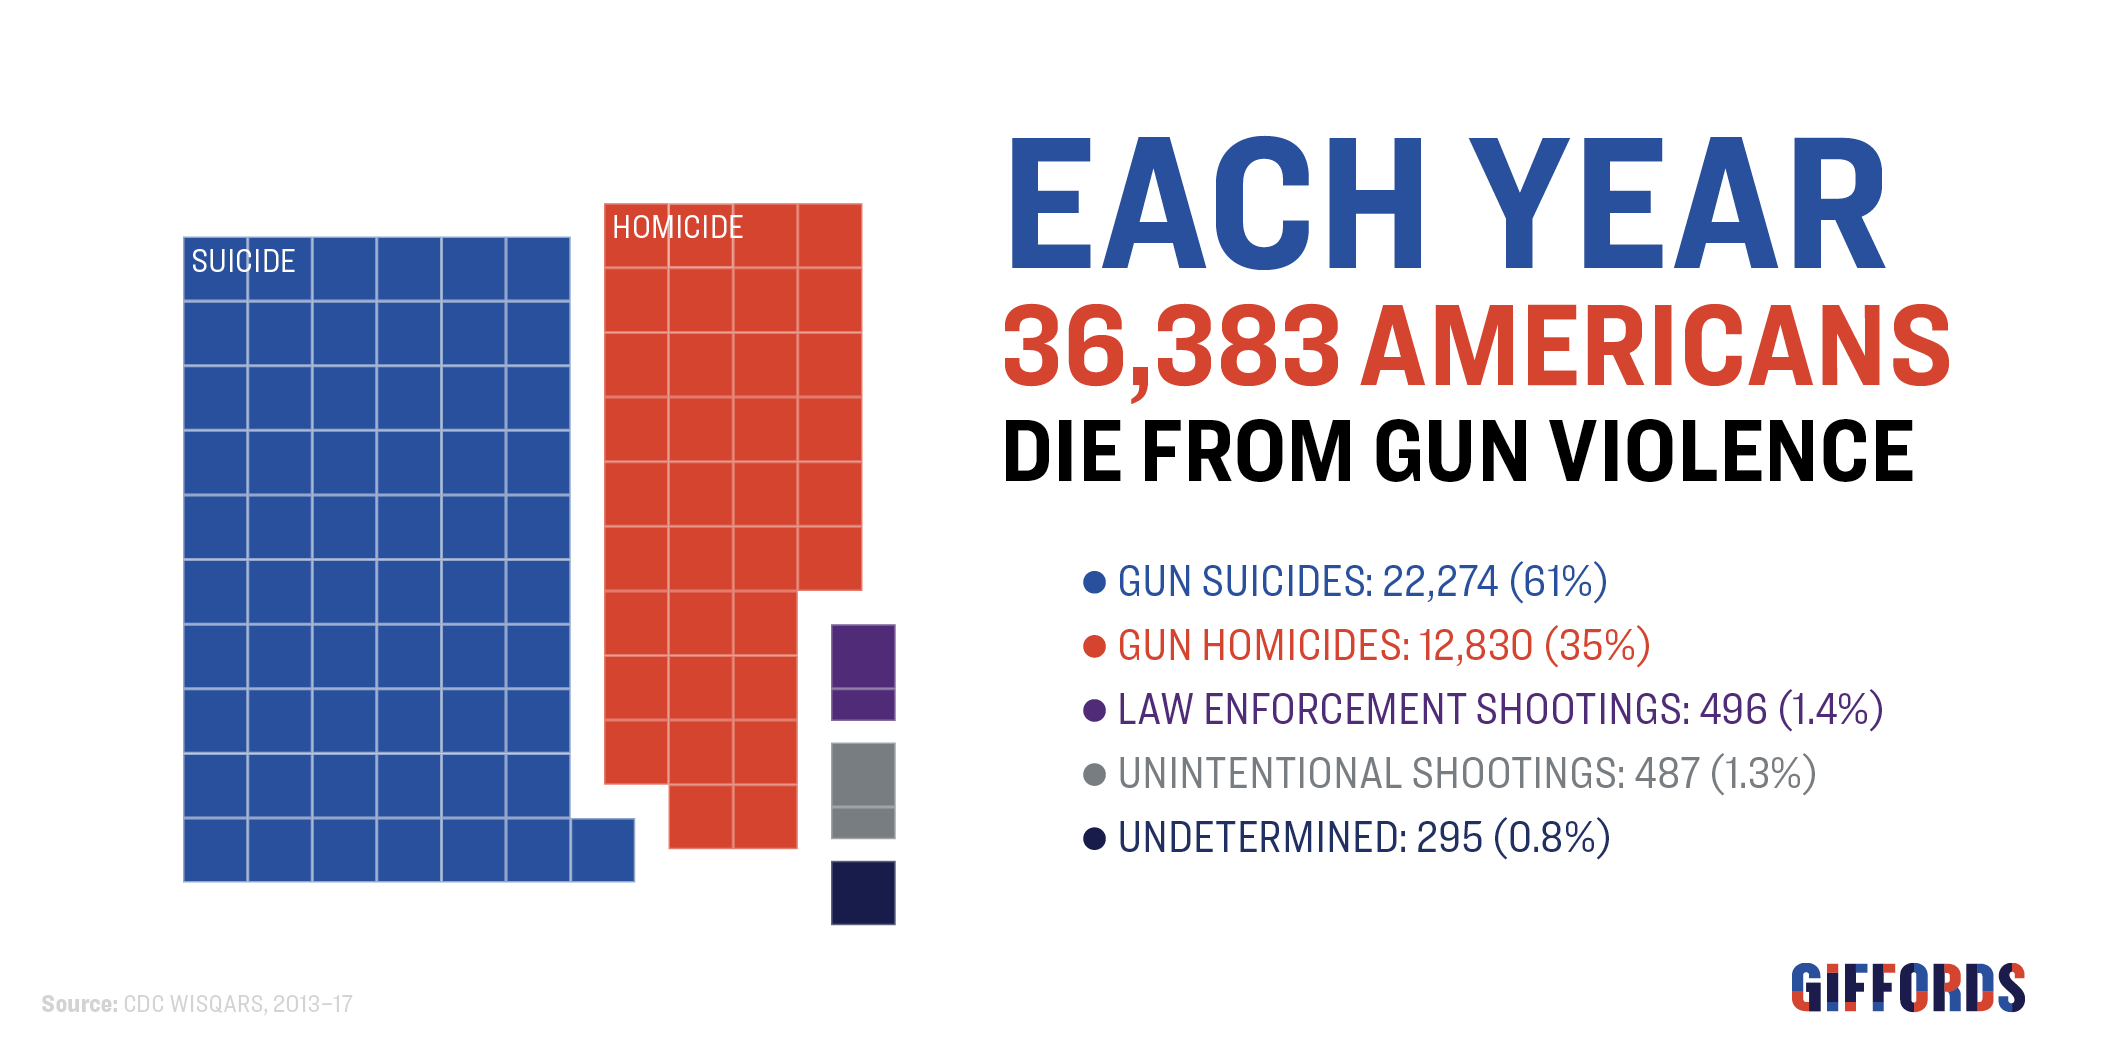 SUICIDE
HOMICIDE
EACH YEAR
36,383 AMERICANS
DIE FROM GUN VIOLENCE
GUN SUICIDES: 22,274 (61%)
GUN HOMICIDES: 12,830 (35%)
LAW ENFORCEMENT SHOOTINGS: 496 (1.4%)
UNINTENTIONAL SHOOTINGS: 487 (1.3%)
UNDETERMINED: 295 (0.8%)
Source: CDC WISQARS, 2013–17
GIFFORDS